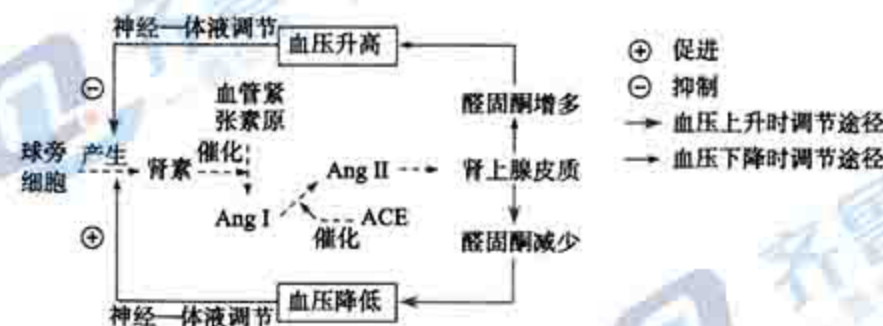 神经—体液调节
血压升高
⊖
血管紧
张素原
醛固酮增多
球旁
细胞
产生
肾素
催化
Ang II
肾上腺皮质
Ang I
ACE
催化
醛固酮减少
⊕
血压降低
神经—体液调节
⊕ 促进
⊖ 抑制
血压上升时调节途径
血压下降时调节途径